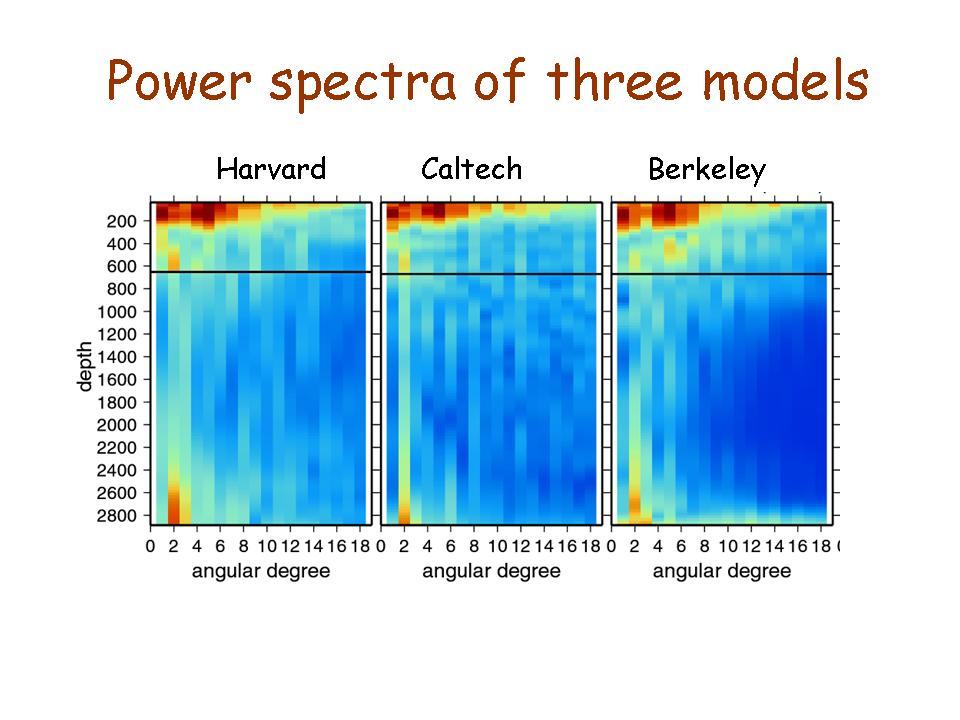 Power spectra of three models
Harvard Caltech Berkeley
depth
200
400
600
800
1000
1200
1400
1600
1800
2000
2200
2400
2600
2800
0 2 4 6 8 10 12 14 16 18 0 2 4 6 8 10 12 14 16 18 0 2 4 6 8 10 12 14 16 18
angular degree angular degree angular degree